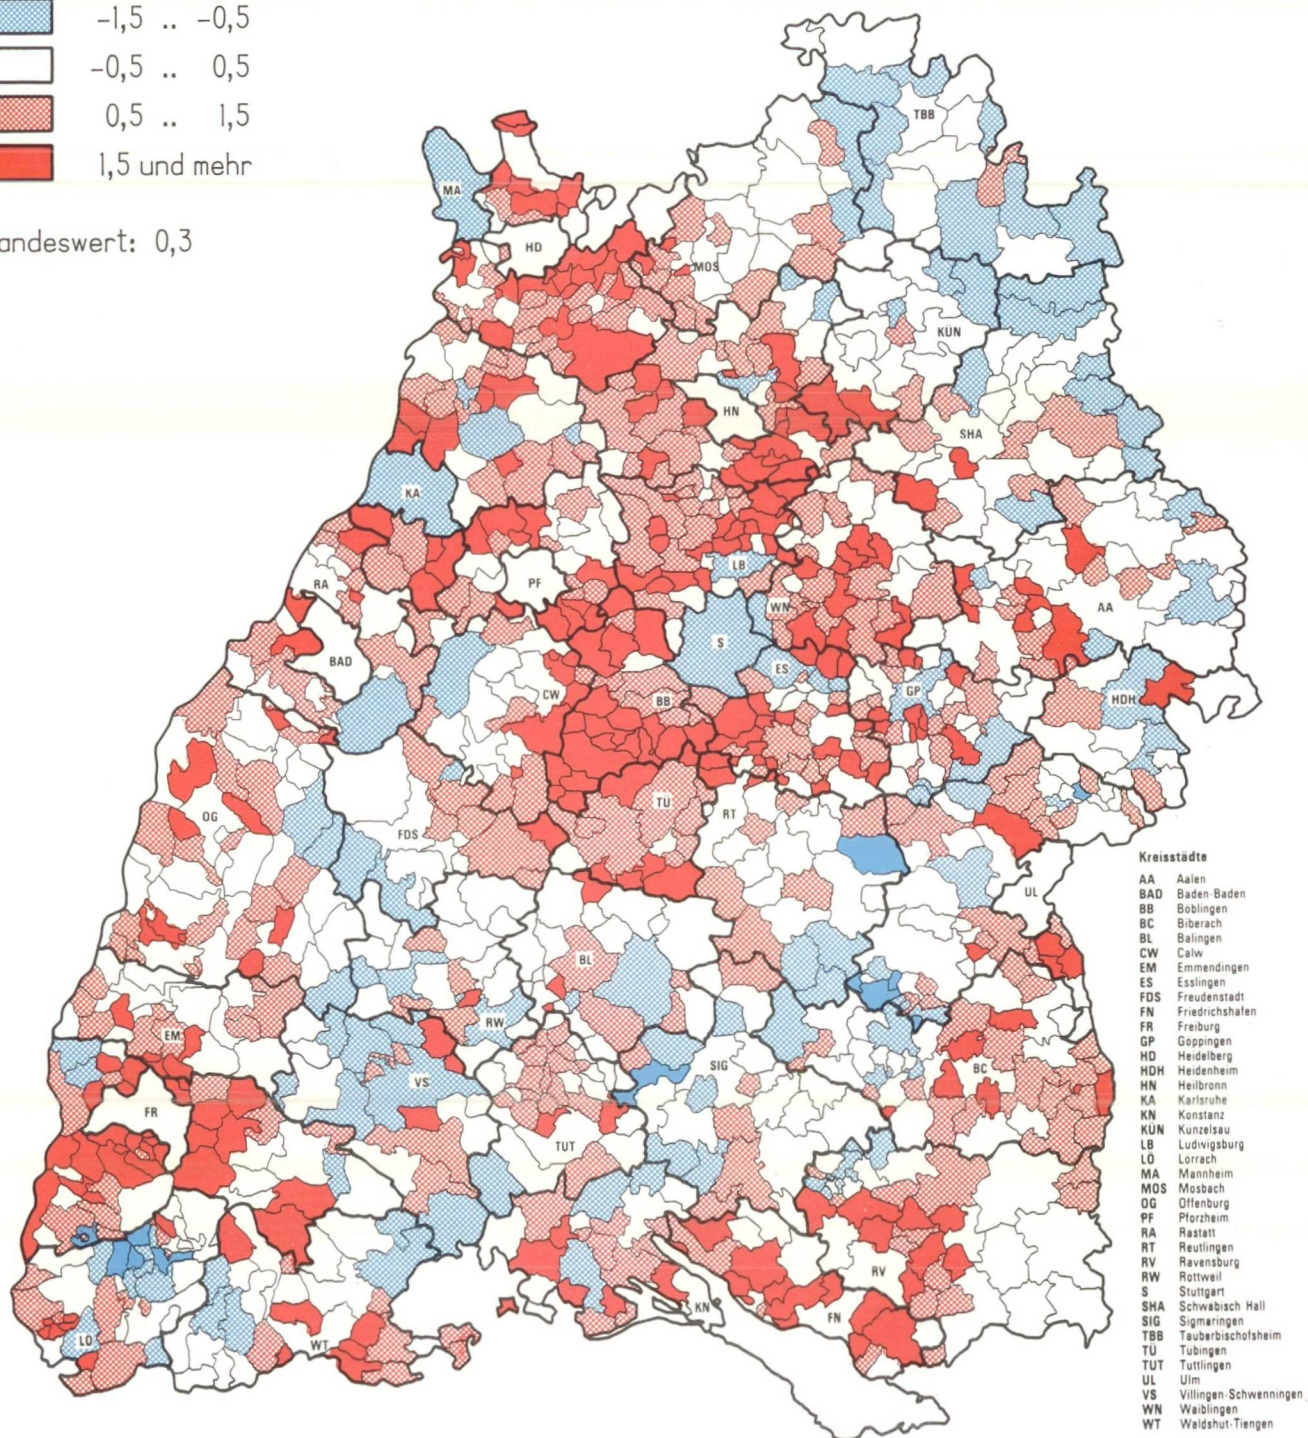 -1,5 .. -0,5
-0,5 .. 0,5
0,5 .. 1,5
1,5 und mehr
andeswert: 0,3
TBB
MA
HD
MOS
KÜN
HN
SHA
KA
LB
PF
RA
WN
AA
S
BAD
ES
CW
BB
GP
HDH
TÜ
RT
OG
FDS
UL
BL
RW
EM
SIG
BC
VS
FR
TUT
RV
KN
FN
LÖ
WT
Kreisstädte
AA Aalen
BAD Baden-Baden
BB Böblingen
BC Biberach
BL Balingen
CW Calw
EM Emmendingen
ES Esslingen
FDS Freudenstadt
FN Friedrichshafen
FR Freiburg
GP Göppingen
HD Heidelberg
HDH Heidenheim
HN Heilbronn
KA Karlsruhe
KN Konstanz
KÜN Künzelsau
LB Ludwigsburg
LÖ Lörrach
MA Mannheim
MOS Mosbach
OG Offenburg
PF Pforzheim
RA Rastatt
RT Reutlingen
RV Ravensburg
RW Rottweil
S Stuttgart
SHA Schwäbisch Hall
SIG Sigmaringen
TBB Tauberbischofsheim
TÜ Tübingen
TUT Tuttlingen
UL Ulm
VS Villingen-Schwenningen
WN Waiblingen
WT Waldshut-Tiengen